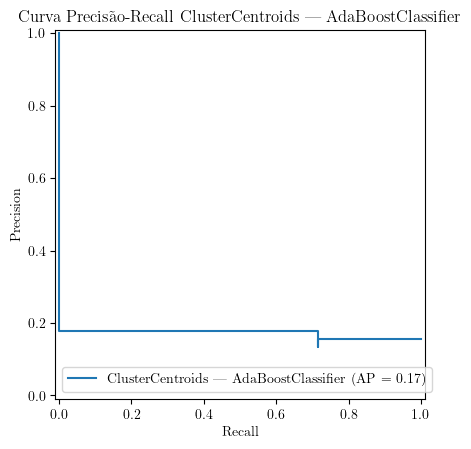 Curva Precisão-Recall ClusterCentroids — AdaBoostClassifier
1.0
0.8
0.6
0.4
0.2
0.0
Precision
ClusterCentroids — AdaBoostClassifier (AP = 0.17)
0.0 0.2 0.4 0.6 0.8 1.0
Recall